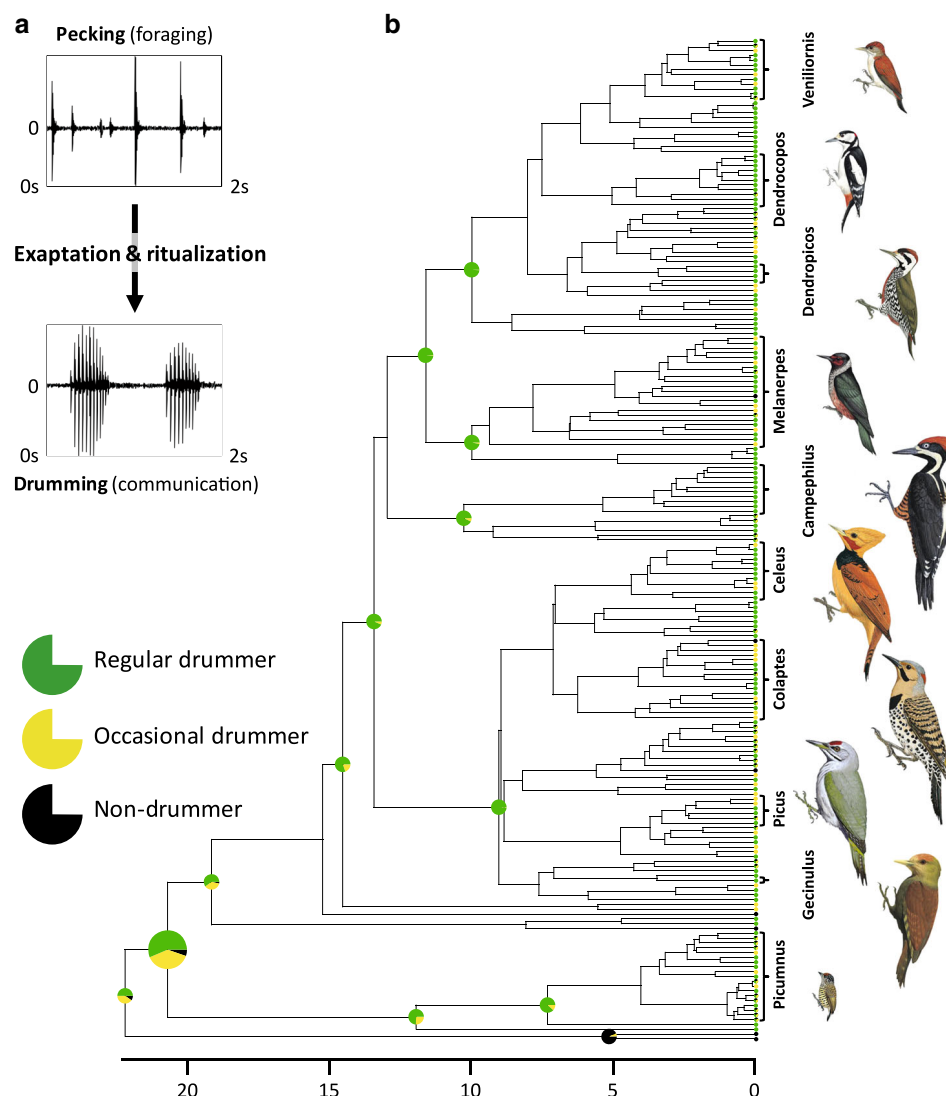 a
Pecking (foraging)
0
0s
2s
Exaptation & ritualization
0
0s
2s
Drumming (communication)
Regular drummer
Occasional drummer
Non-drummer
b
Veniliornis
Dendrocopos
Dendropicos
Melanerpes
Campephilus
Celeus
Colaptes
Picus
Gecinulus
Picumnus
20
15
10
5
0